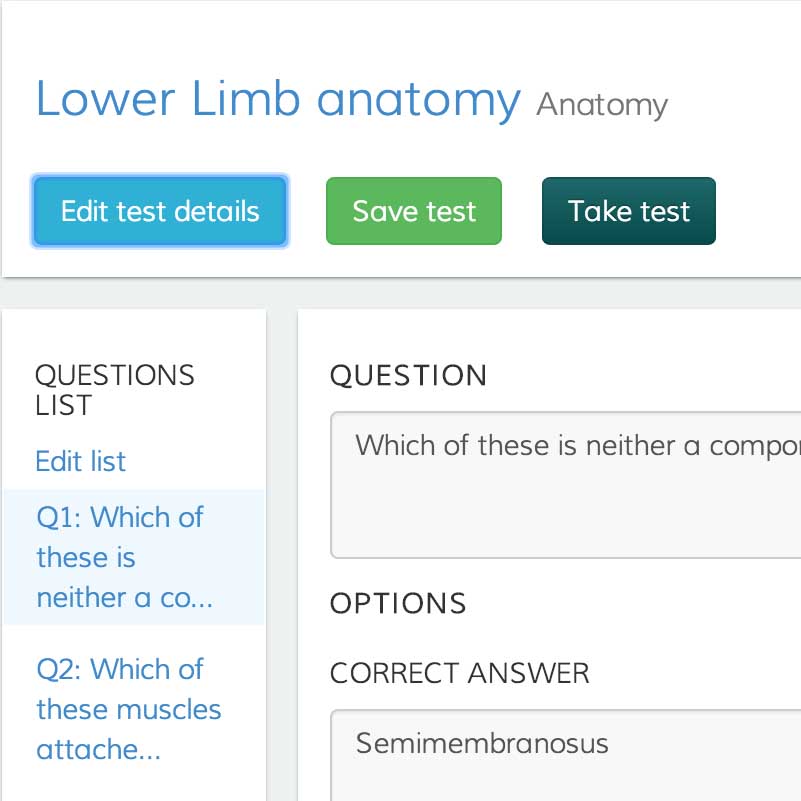 Lower Limb anatomy Anatomy
Edit test details Save test Take test
QUESTIONS
LIST
Edit list
Q1: Which of
these is
neither a co...
Q2: Which of
these muscles
attache...
QUESTION
Which of these is neither a
OPTIONS
CORRECT ANSWER
Semimembranosus